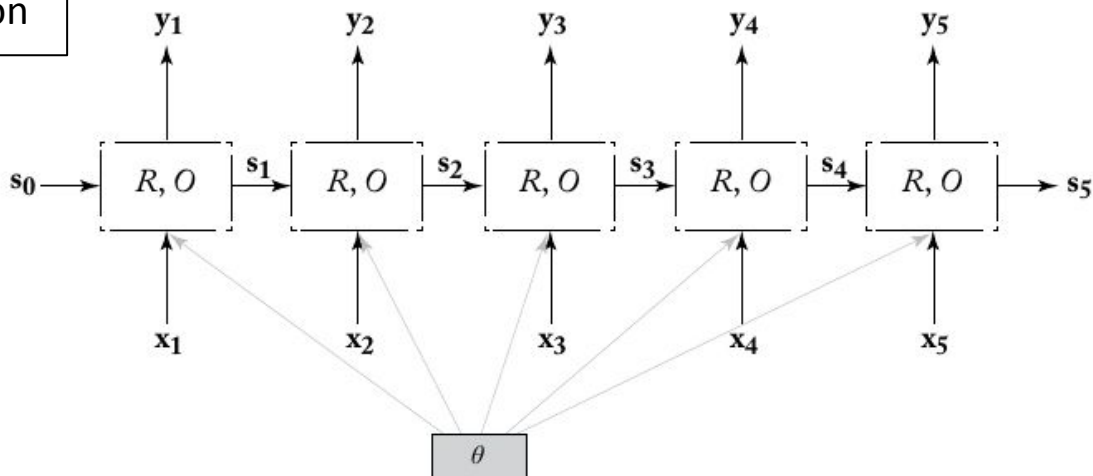 on
y1 y2 y3 y4 y5
s0 R, O s1 R, O s2 R, O s3 R, O s4 R, O s5
x1 x2 x3 x4 x5
θ